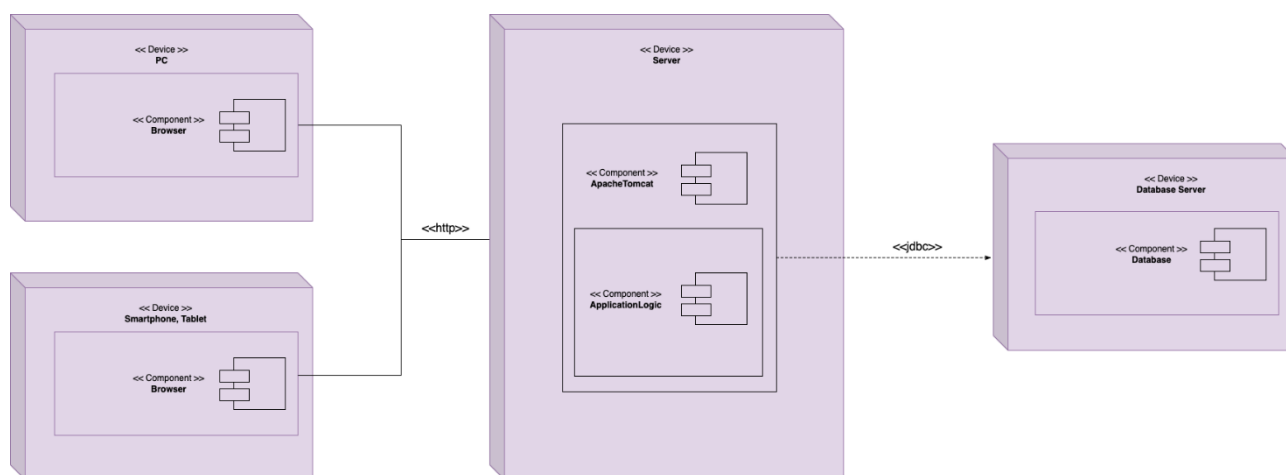 << Device >>
PC
<< Component >>
Browser
<< Device >>
Smartphone, Tablet
<< Component >>
Browser
<<http>>
<< Device >>
Server
<< Component >>
ApacheTomcat
<< Component >>
ApplicationLogic
<<jdbc>>
<< Device >>
Database Server
<< Component >>
Database